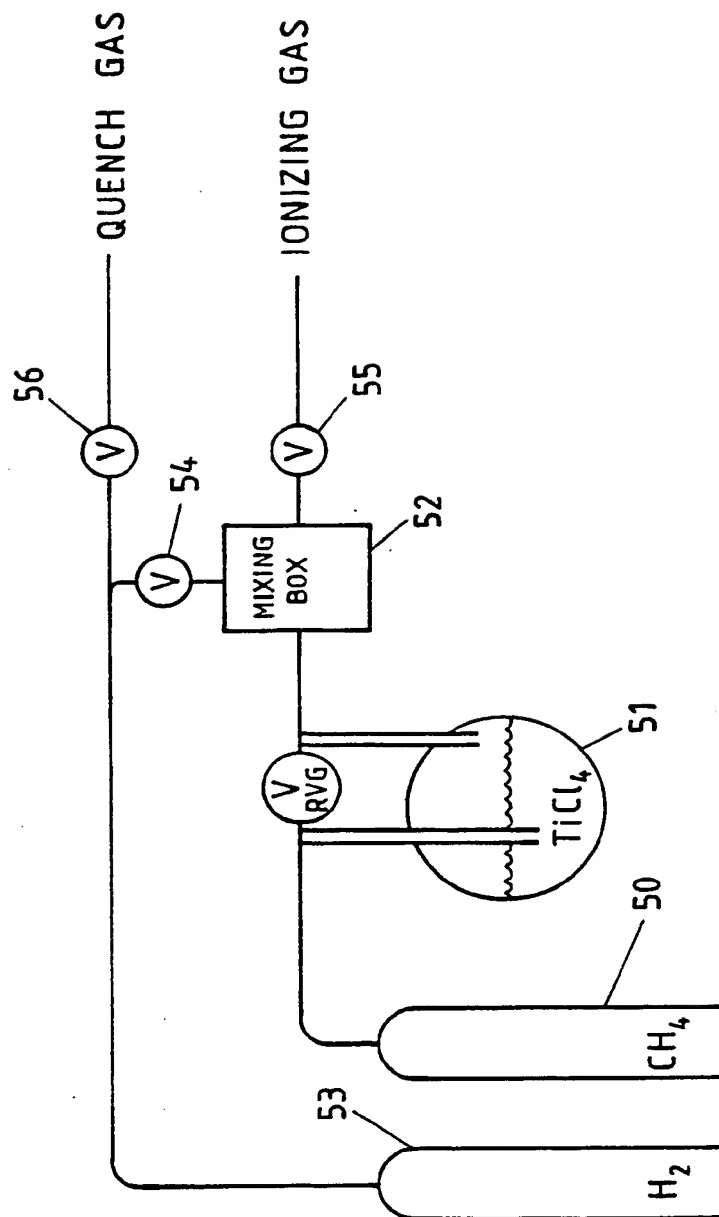 QUENCH GAS
IONIZING GAS
56
V
54
V
V
55
MIXING
BOX
52
V
RVG
TiCl4
51
50
CH4
53
H2